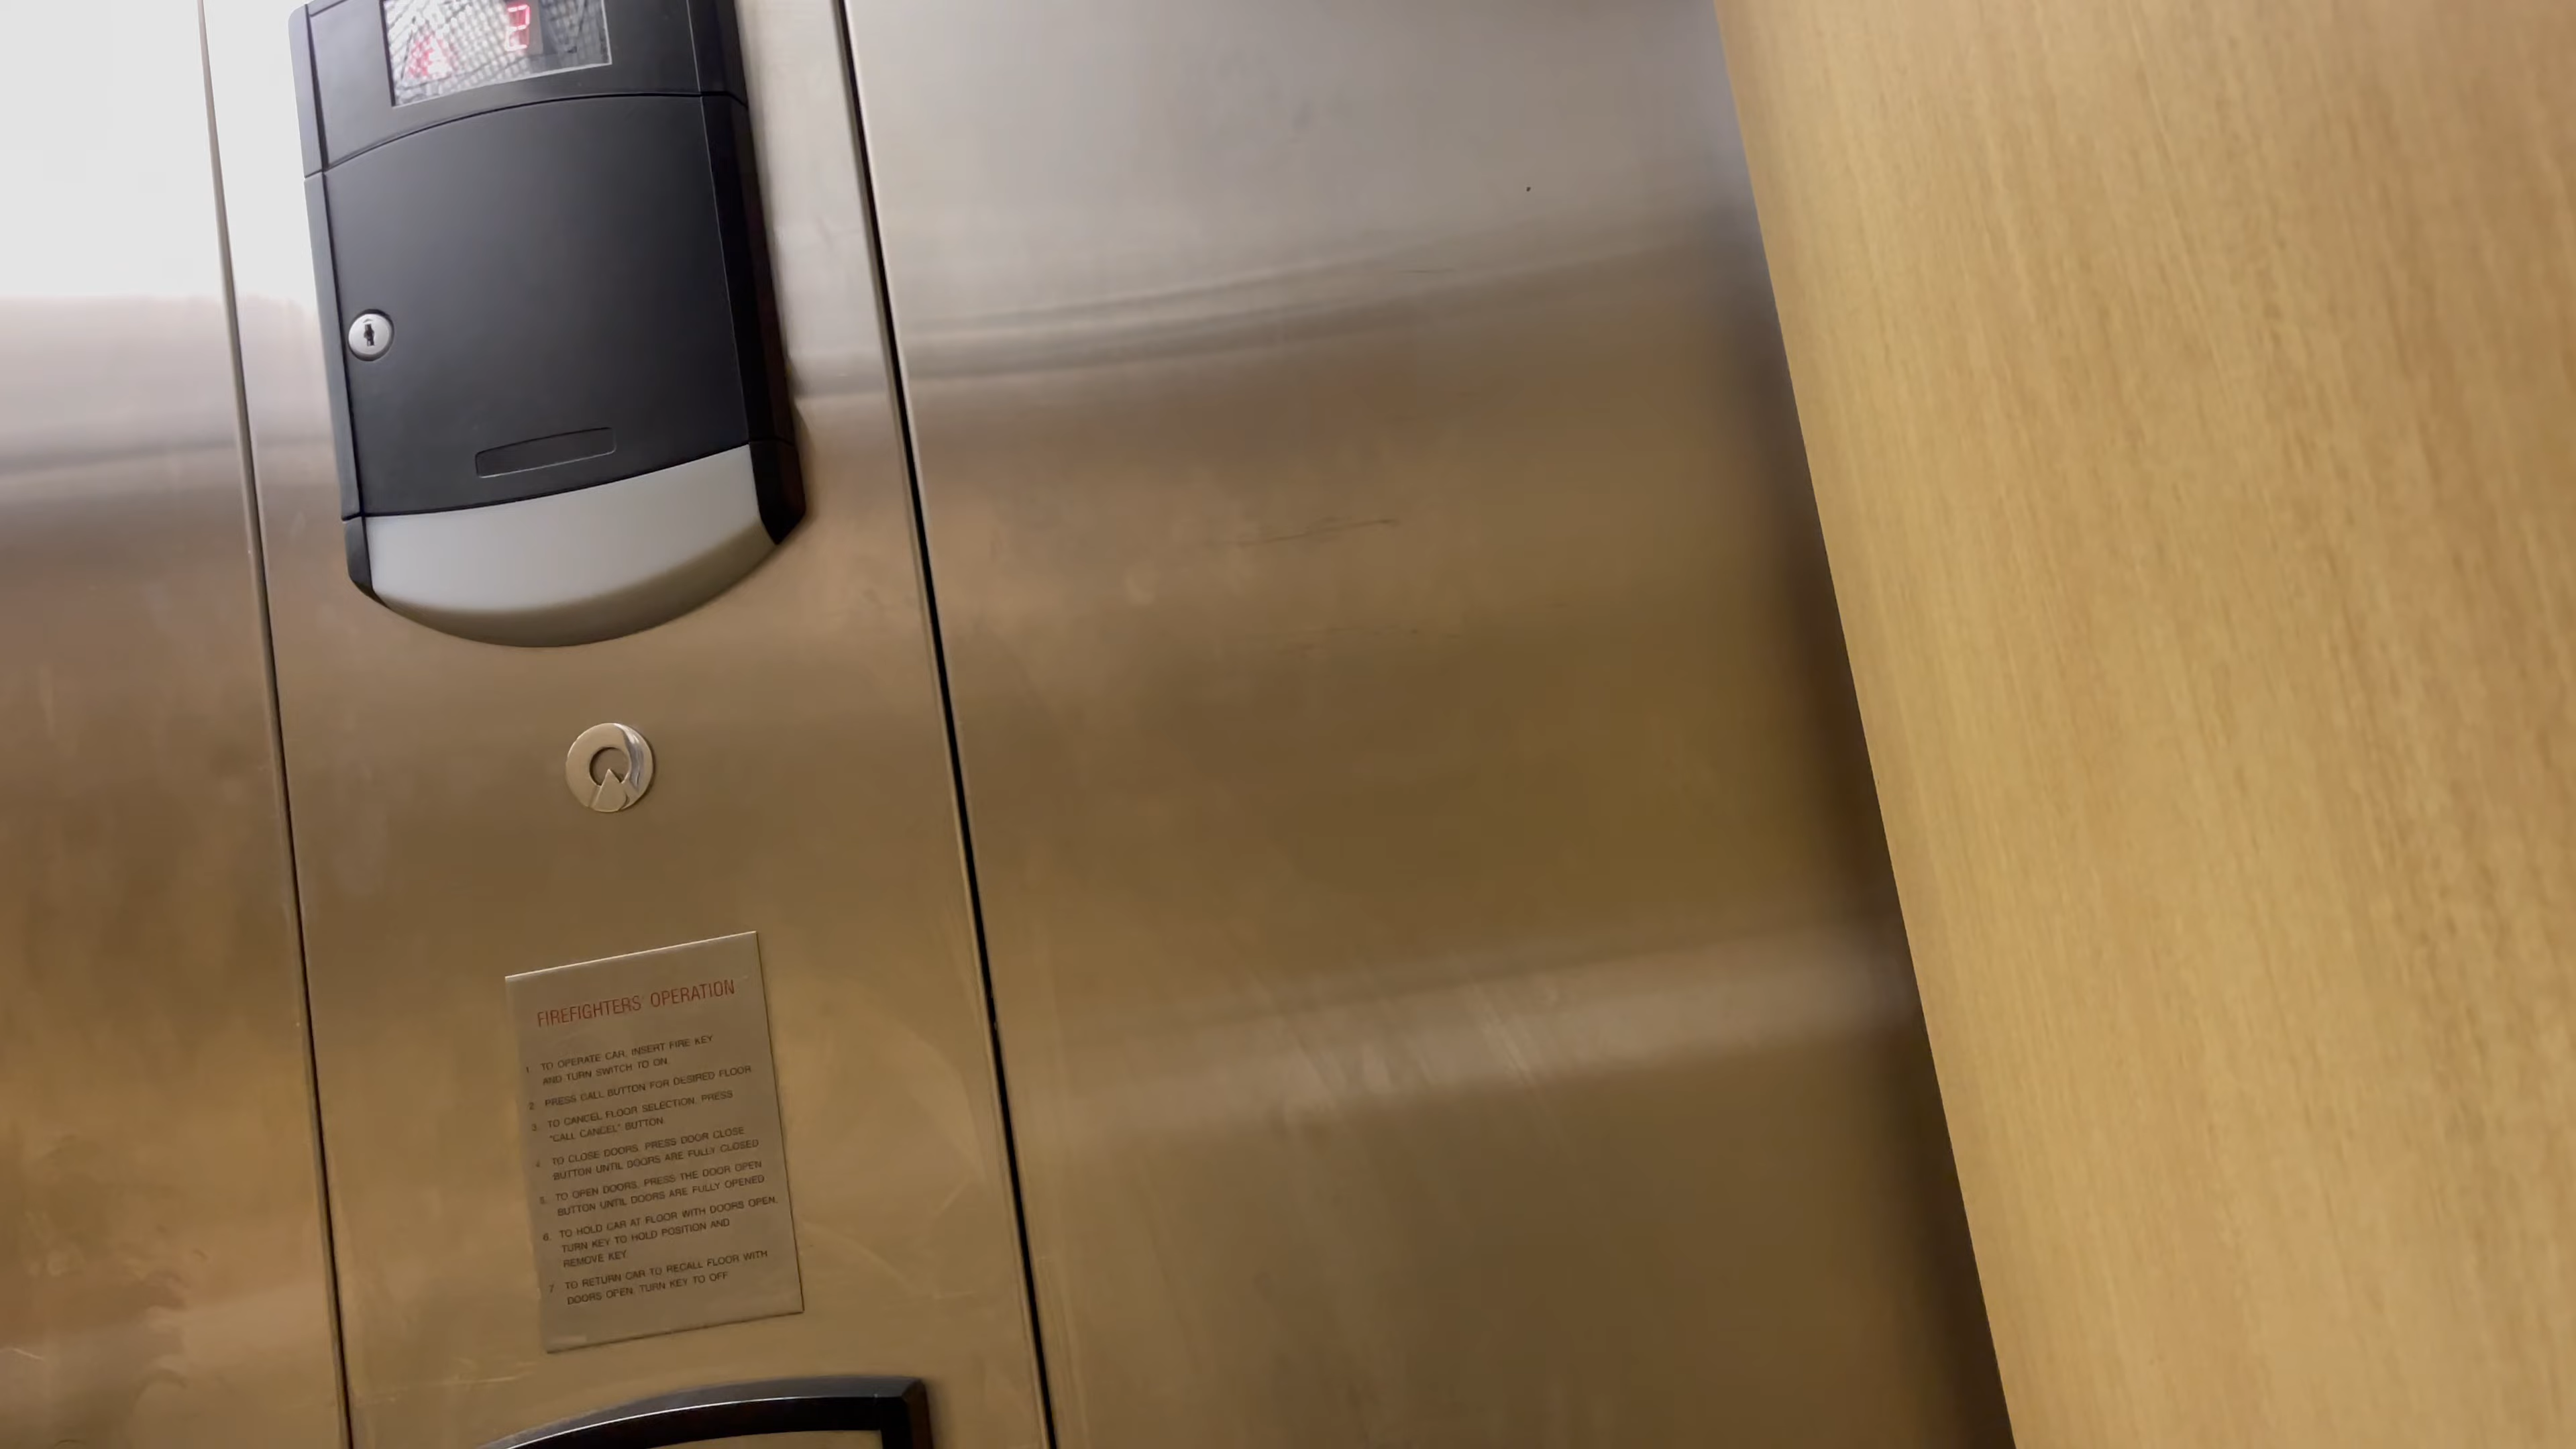 2
FIREFIGHTERS' OPERATION
1. TO OPERATE CAR, INSERT FIRE KEY
AND TURN SWITCH TO ON.
2. PRESS CALL BUTTON FOR DESIRED FLOOR.
3. TO CANCEL FLOOR SELECTION, PRESS
"CALL CANCEL" BUTTON.
4. TO CLOSE DOORS, PRESS DOOR CLOSE
BUTTON UNTIL DOORS ARE FULLY CLOSED.
5. TO OPEN DOORS, PRESS THE DOOR OPEN
BUTTON UNTIL DOORS ARE FULLY OPENED.
6. TO HOLD CAR AT FLOOR WITH DOORS OPEN,
TURN KEY TO HOLD POSITION AND
REMOVE KEY.
7. TO RETURN CAR TO RECALL FLOOR WITH
DOORS OPEN, TURN KEY TO OFF.